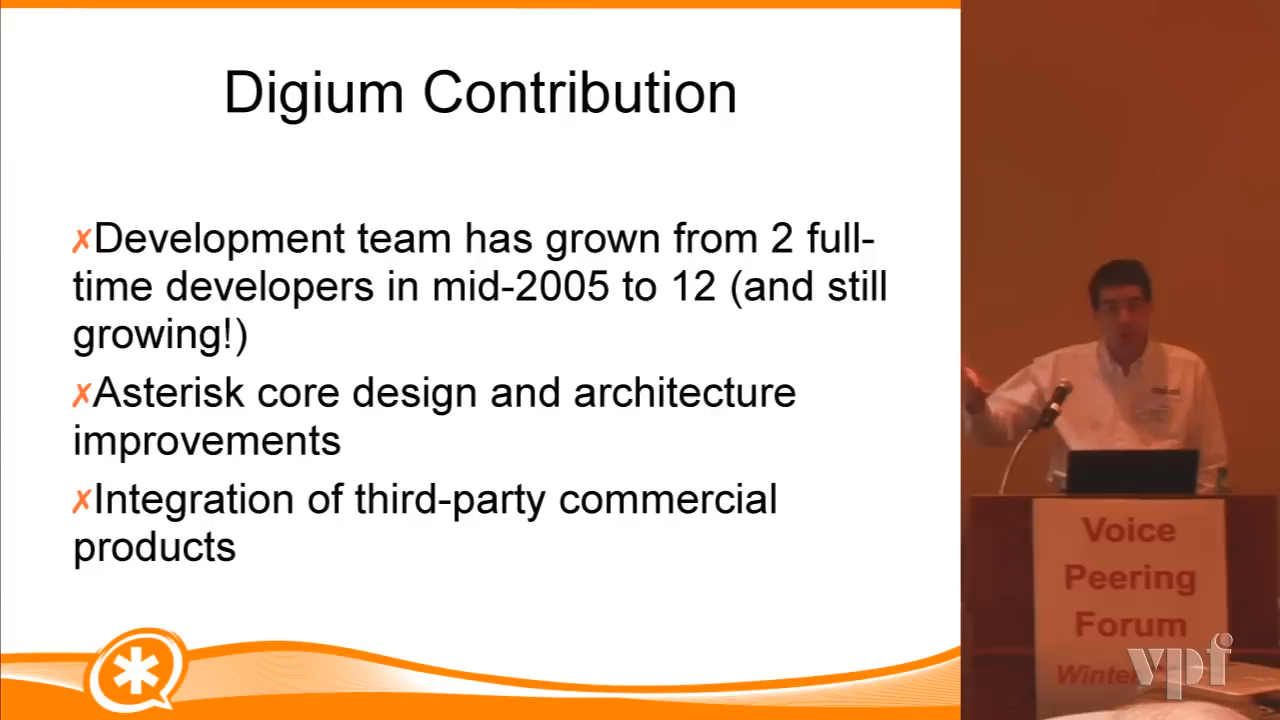 Digium Contribution
✗Development team has grown from 2 full-
time developers in mid-2005 to 12 (and still
growing!)
✗Asterisk core design and architecture
improvements
✗Integration of third-party commercial
products
Voice
Peering
Forum
Winter
vpf